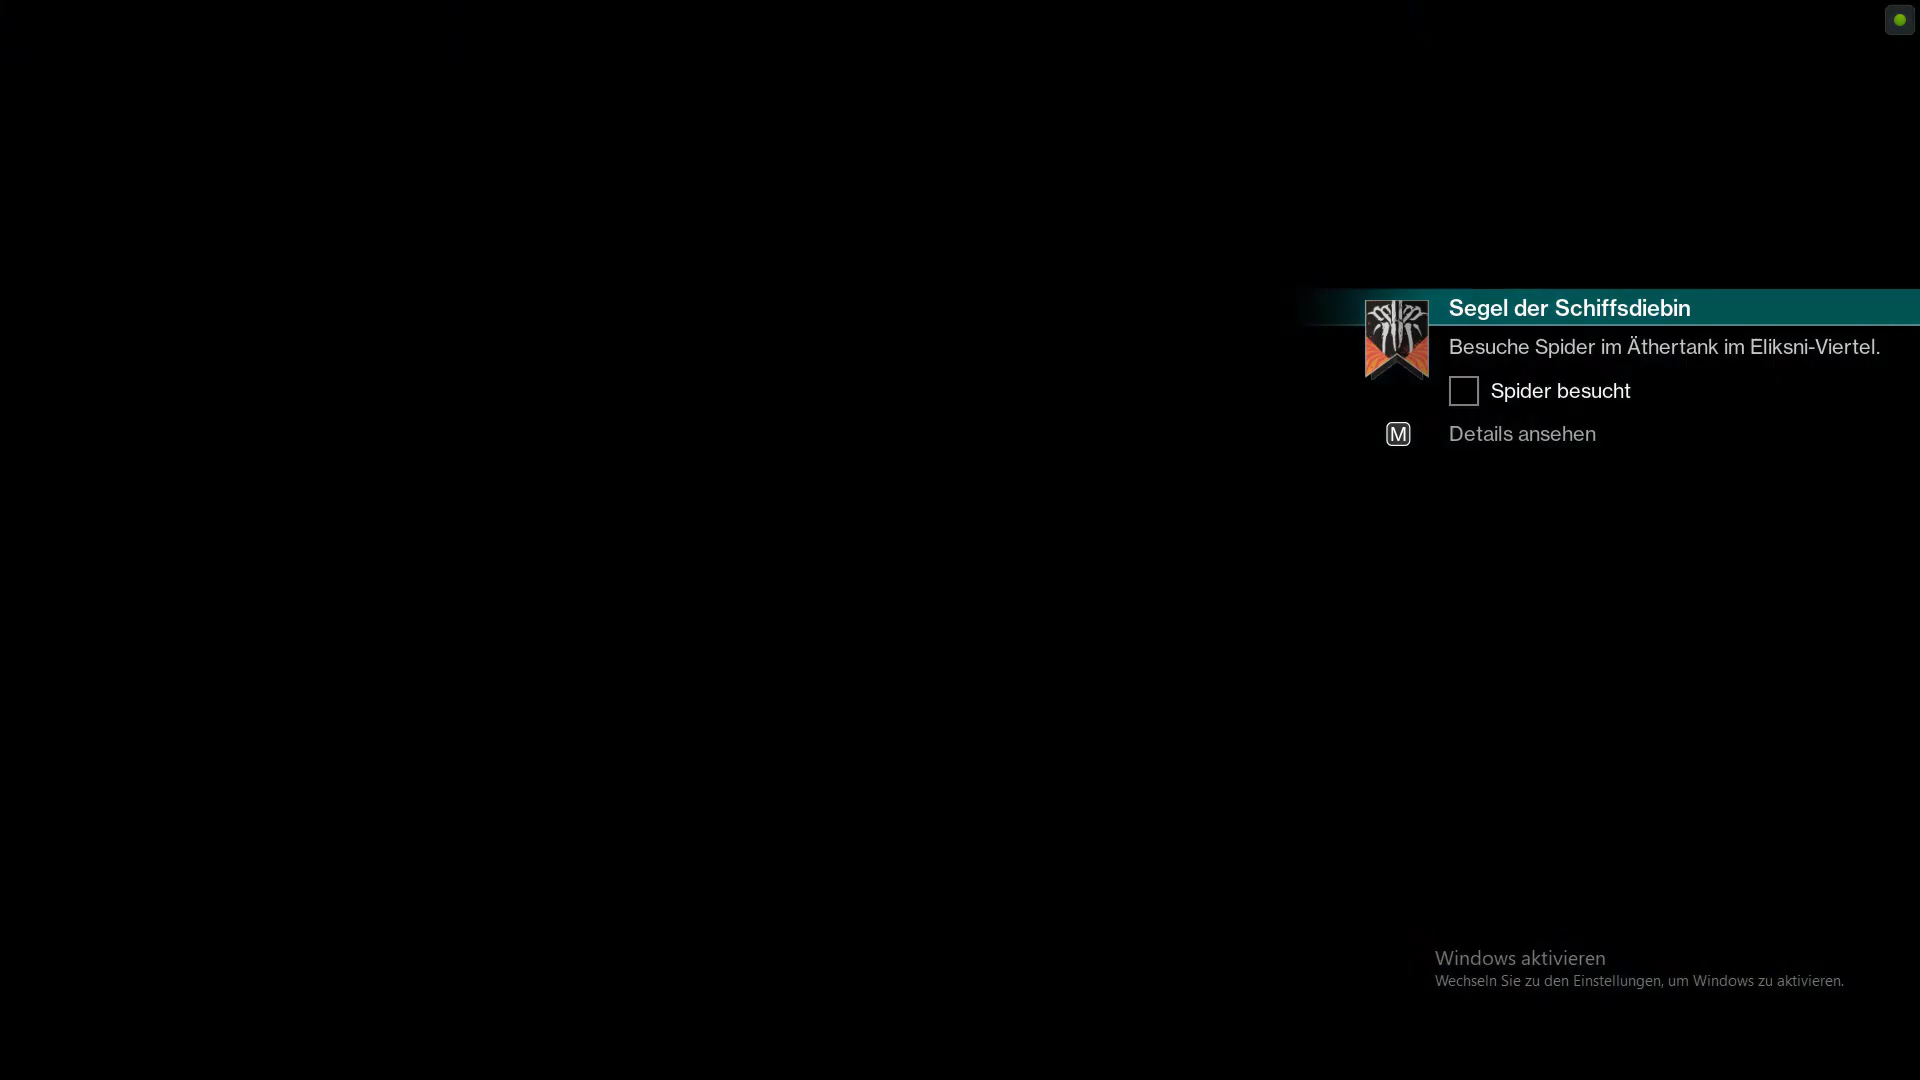 Segel der Schiffsdiebin
Besuche Spider im Äthertank im Eliksni-Viertel.
Spider besucht
M Details ansehen
Windows aktivieren
Wechseln Sie zu den Einstellungen, um Windows zu aktivieren.